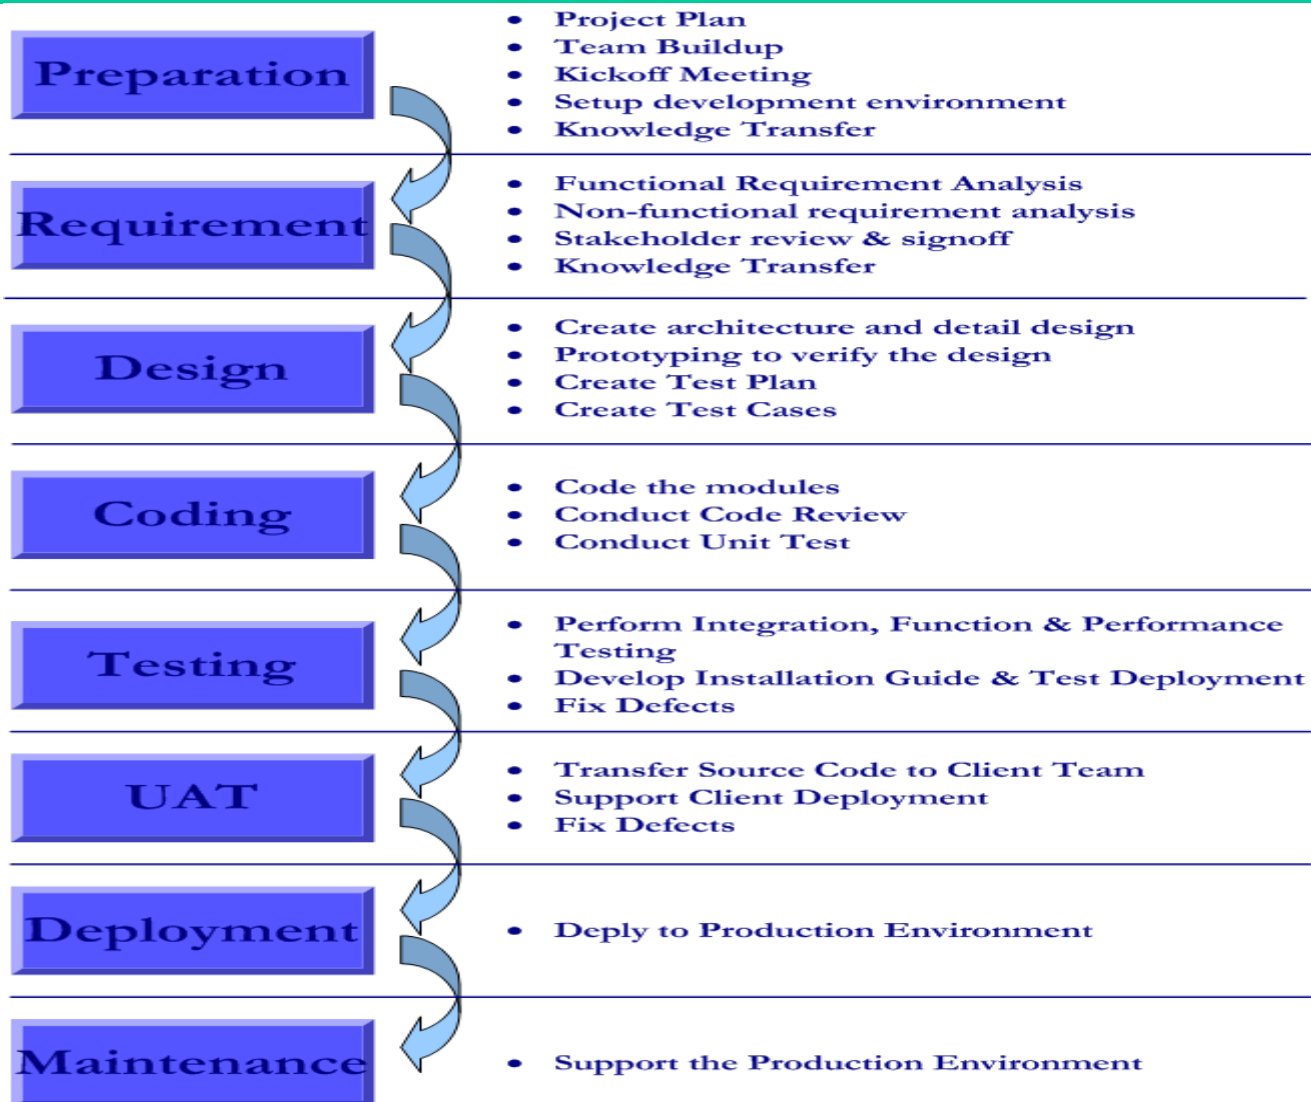 Preparation
• Project Plan
• Team Buildup
• Kickoff Meeting
• Setup development environment
• Knowledge Transfer
Requirement
• Functional Requirement Analysis
• Non-functional requirement analysis
• Stakeholder review & signoff
• Knowledge Transfer
Design
• Create architecture and detail design
• Prototyping to verify the design
• Create Test Plan
• Create Test Cases
Coding
• Code the modules
• Conduct Code Review
• Conduct Unit Test
Testing
• Perform Integration, Function & Performance
Testing
• Develop Installation Guide & Test Deployment
• Fix Defects
UAT
• Transfer Source Code to Client Team
• Support Client Deployment
• Fix Defects
Deployment
• Deply to Production Environment
Maintenance
• Support the Production Environment